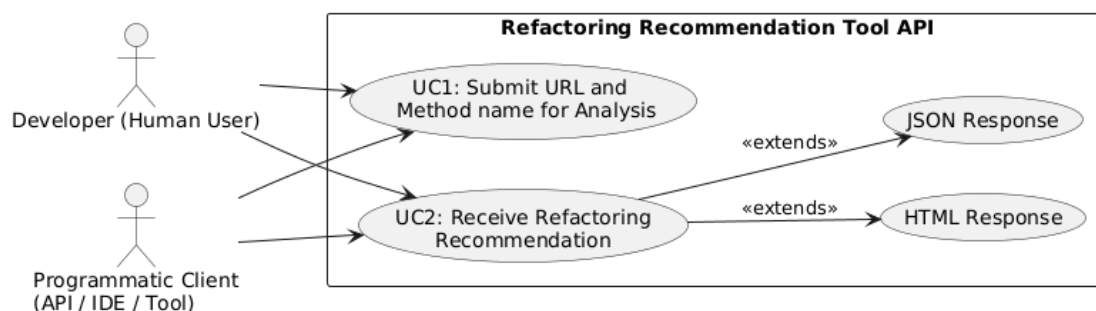 Refactoring Recommendation Tool API
UC1: Submit URL and
Method name for Analysis
Developer (Human User)
JSON Response
«extends»
«extends»
UC2: Receive Refactoring
Recommendation
HTML Response
Programmatic Client
(API / IDE / Tool)